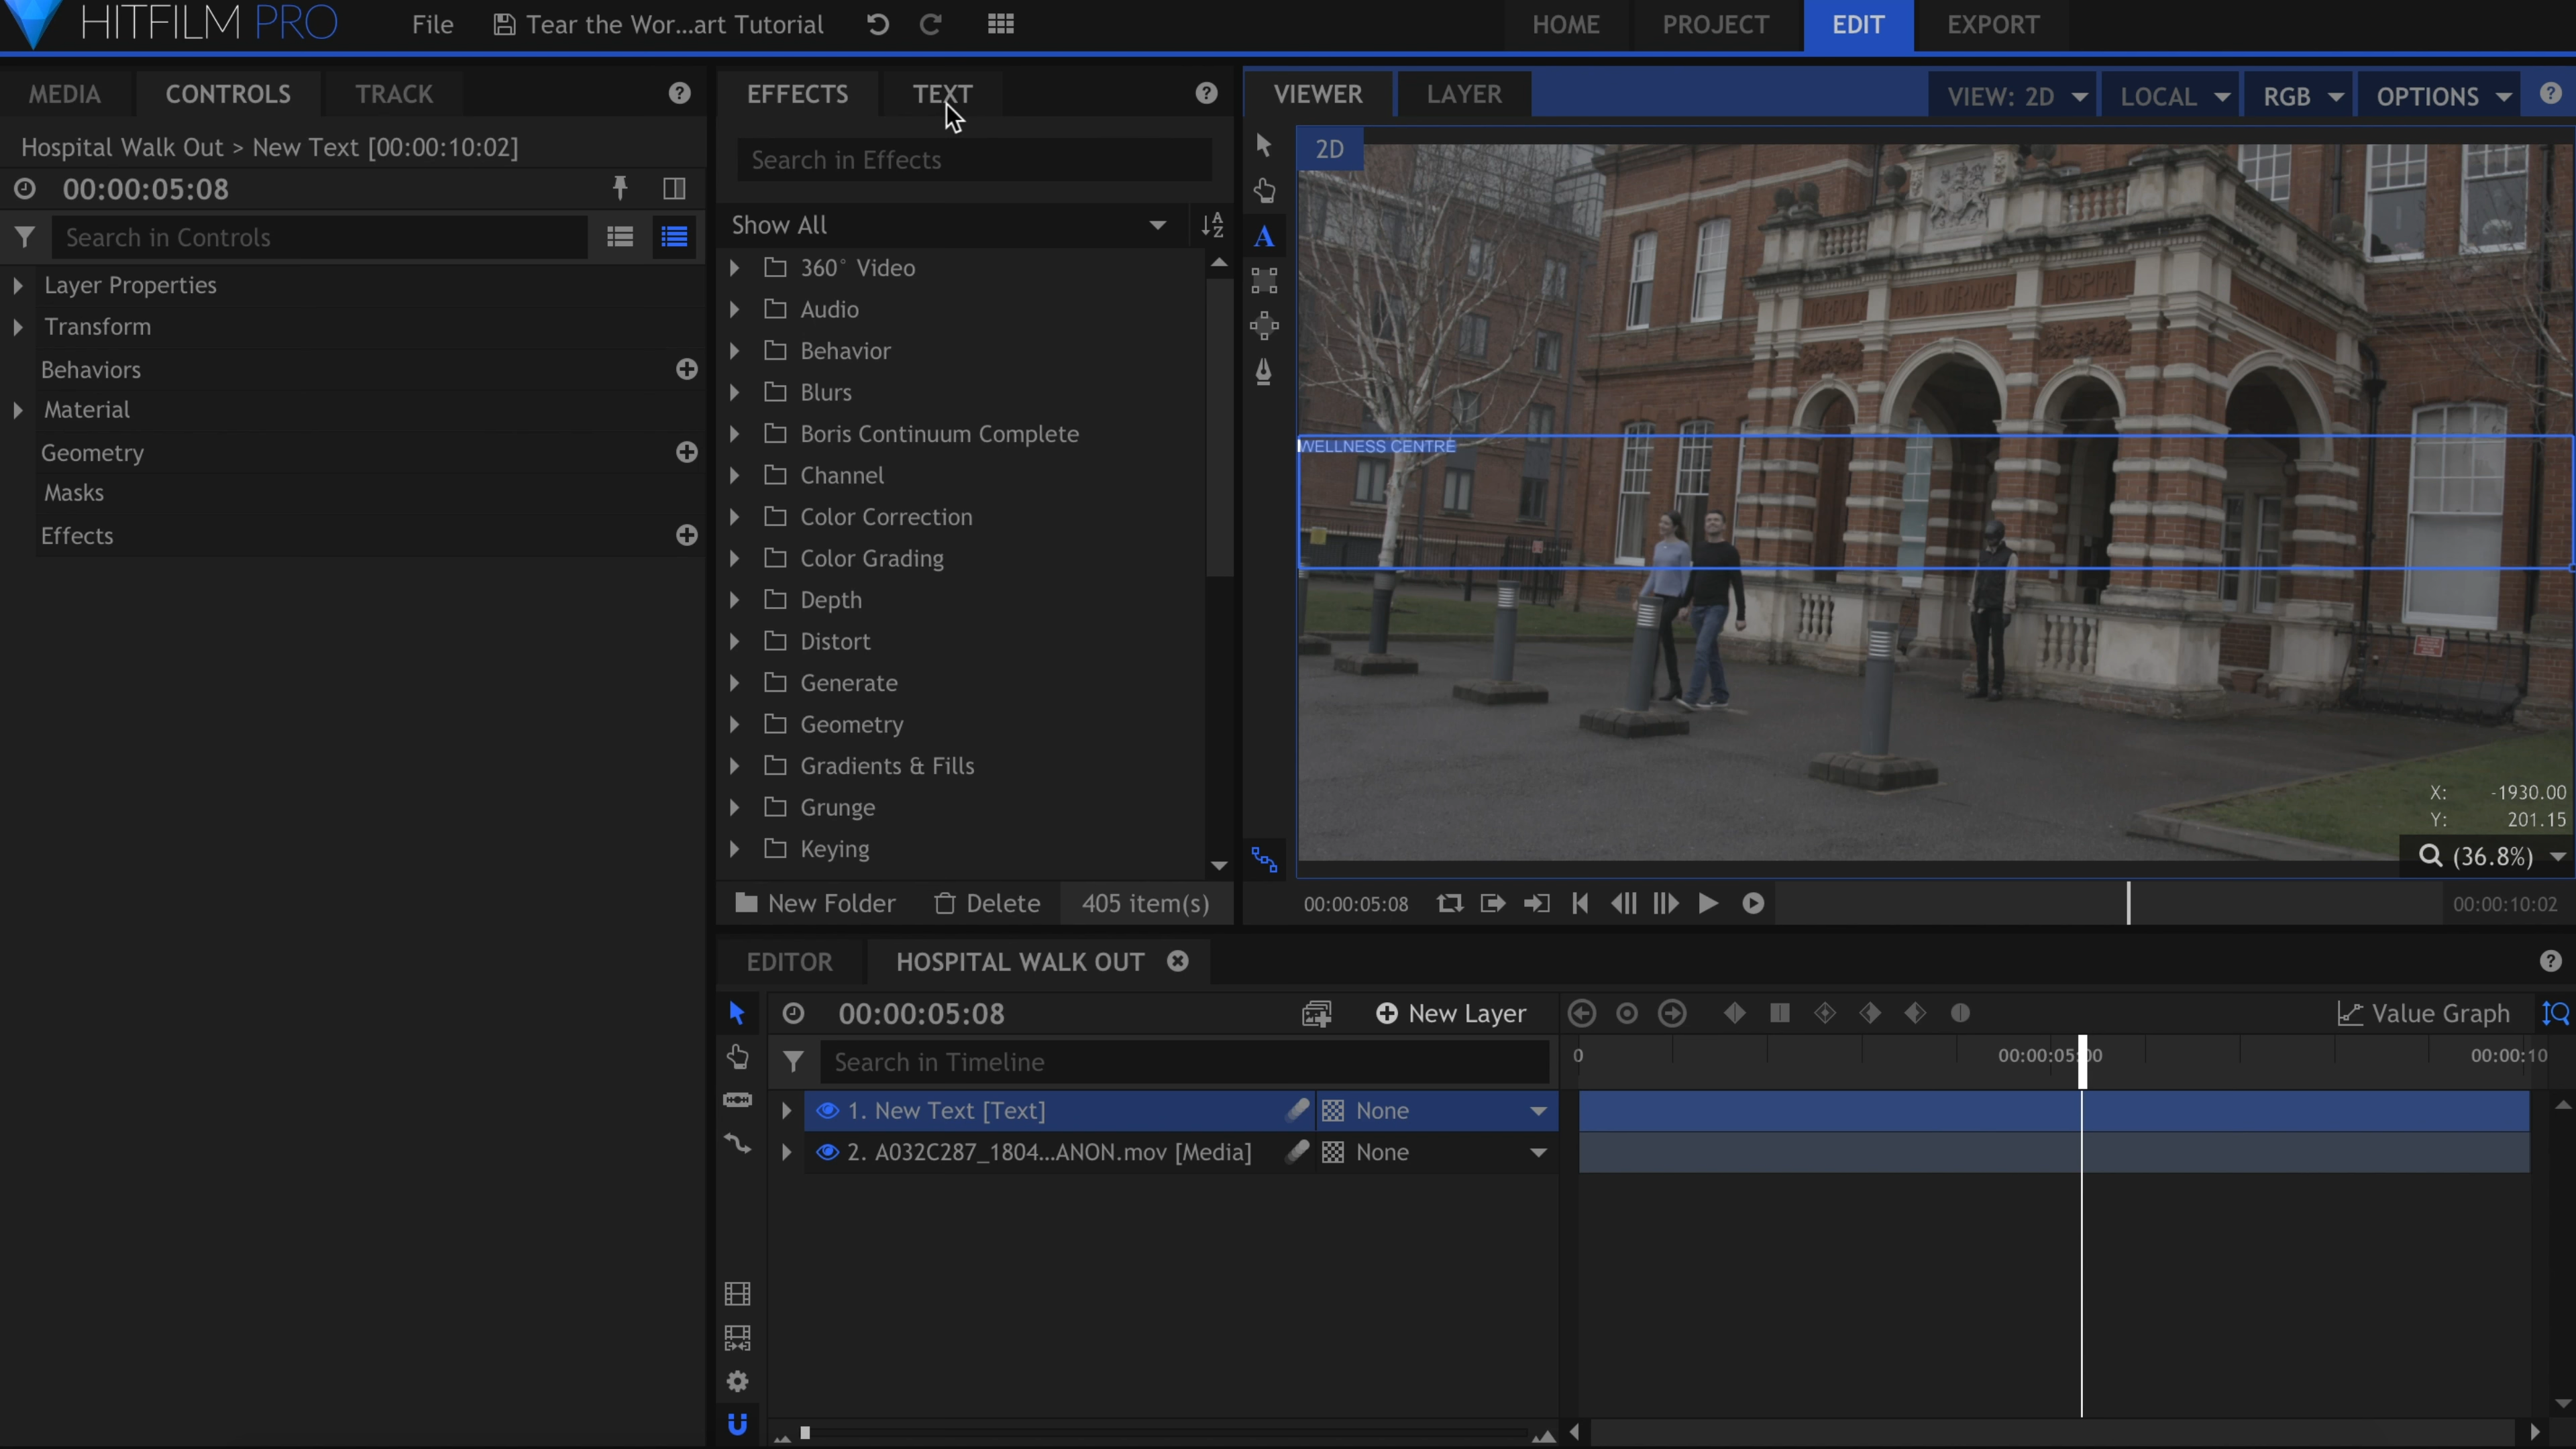 HITFILM PRO
File
Tear the Wor...art Tutorial
HOME
PROJECT
EDIT
EXPORT
MEDIA
CONTROLS
TRACK
Hospital Walk Out > New Text [00:00:10:02]
00:00:05:08
Search in Controls
Layer Properties
Transform
Behaviors
Material
Geometry
Masks
Effects
EFFECTS
TEXT
Search in Effects
Show All
360° Video
Audio
Behavior
Blurs
Boris Continuum Complete
Channel
Color Correction
Color Grading
Depth
Distort
Generate
Geometry
Gradients & Fills
Grunge
Keying
New Folder
Delete
405 item(s)
VIEWER
LAYER
VIEW: 2D
LOCAL
RGB
OPTIONS
2D
A
NORWICH
HOSPITAL
WELLNESS CENTRE
X: -1930.00
Y: 201.15
(36.8%)
00:00:05:08
00:00:10:02
EDITOR
HOSPITAL WALK OUT
00:00:05:08
New Layer
Value Graph
Search in Timeline
0
00:00:05:00
00:00:10
1. New Text [Text]
None
2. A032C287_1804...ANON.mov [Media]
None